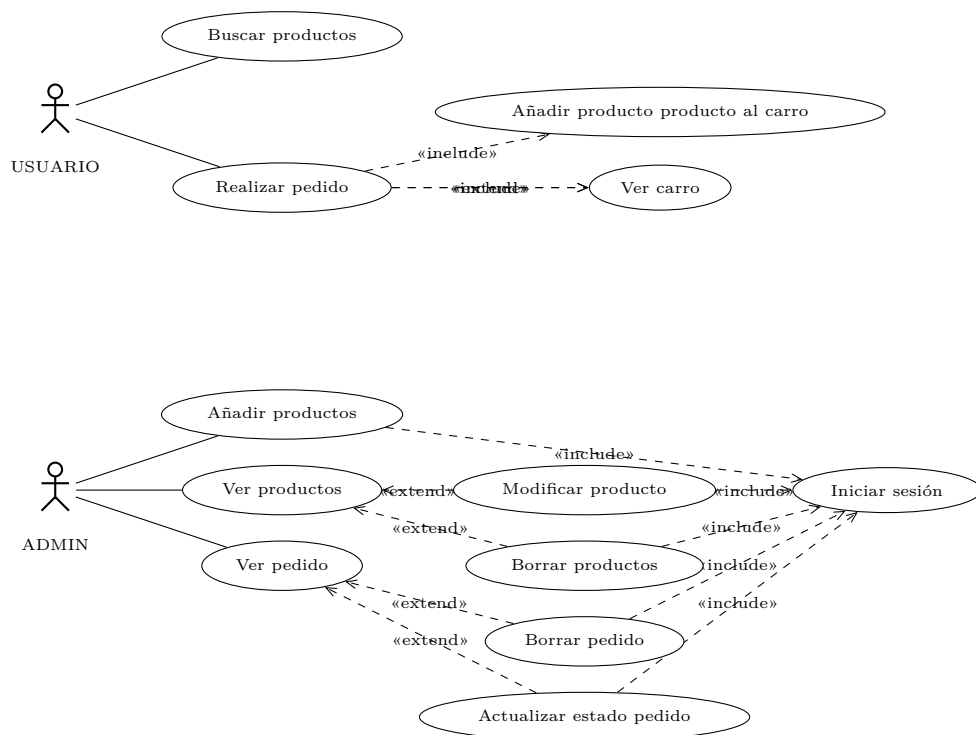 Buscar productos
USUARIO
Añadir producto producto al carro
«include»
Realizar pedido
Ver carro
Añadir productos
«include»
ADMIN
Ver productos
«extend»
Modificar producto
«include»
Iniciar sesión
«extend»
«include»
Ver pedido
Borrar productos
«include»
«extend»
«include»
Borrar pedido
«extend»
Actualizar estado pedido